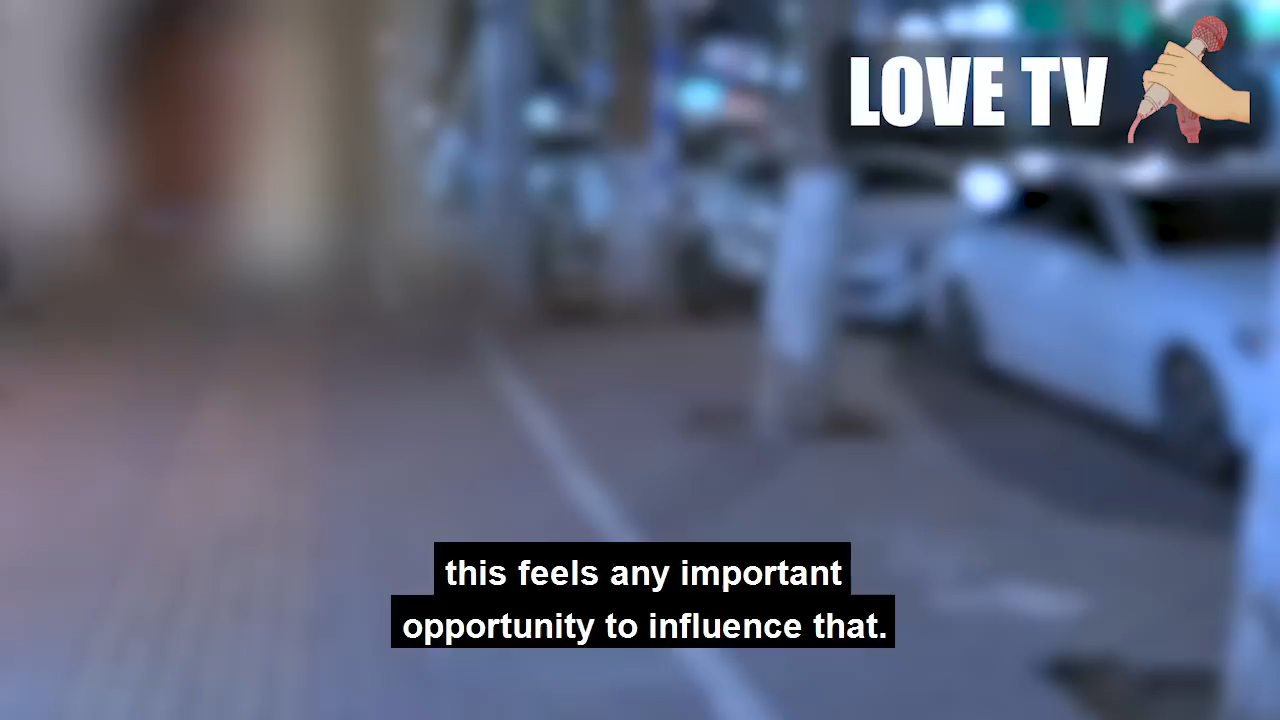 LOVE TV
this feels any important
opportunity to influence that.